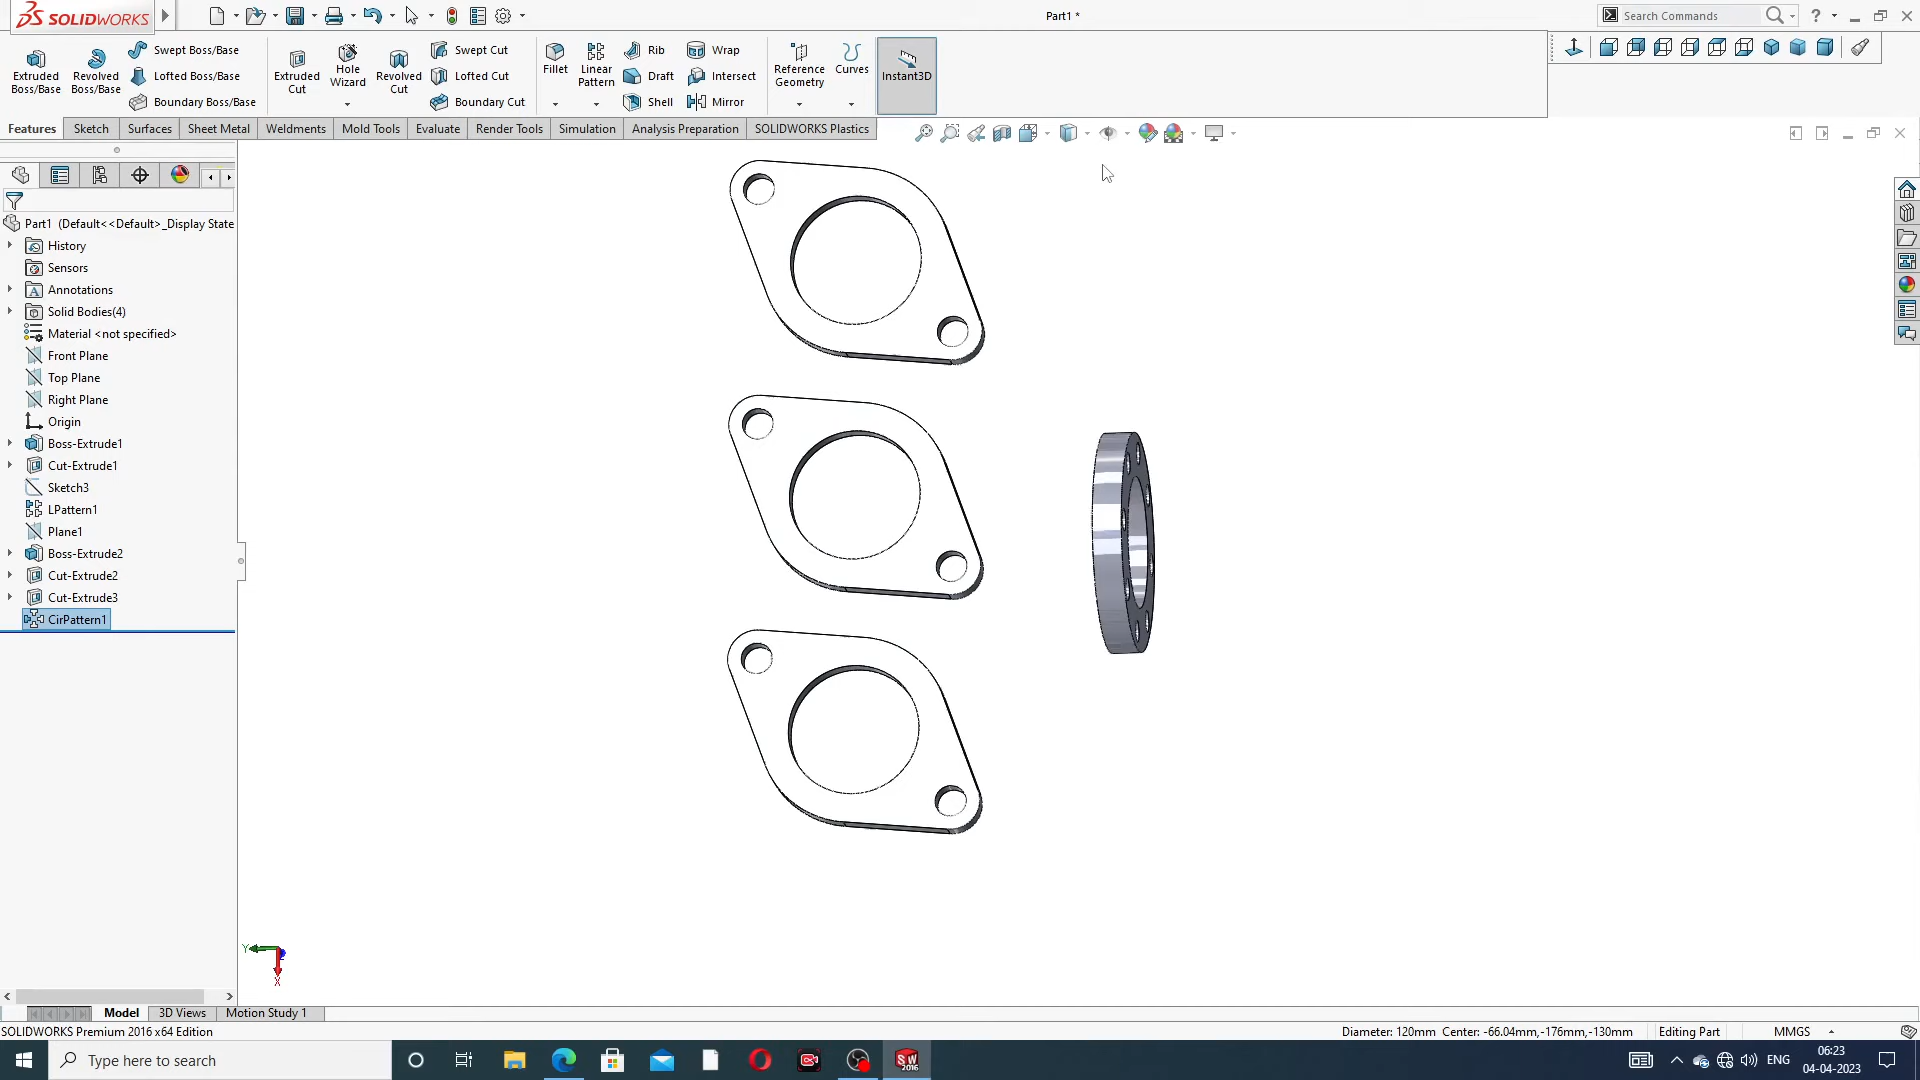 SOLIDWORKS
Part1 *
Search Commands
Extruded Boss/Base
Revolved Boss/Base
Swept Boss/Base
Lofted Boss/Base
Boundary Boss/Base
Extruded Cut
Hole Wizard
Revolved Cut
Swept Cut
Lofted Cut
Boundary Cut
Fillet
Linear Pattern
Rib
Draft
Shell
Wrap
Intersect
Mirror
Reference Geometry
Curves
Instant3D
Features
Sketch
Surfaces
Sheet Metal
Weldments
Mold Tools
Evaluate
Render Tools
Simulation
Analysis Preparation
SOLIDWORKS Plastics
Part1 (Default<<Default>_Display State
History
Sensors
Annotations
Solid Bodies(4)
Material <not specified>
Front Plane
Top Plane
Right Plane
Origin
Boss-Extrude1
Cut-Extrude1
Sketch3
LPattern1
Plane1
Boss-Extrude2
Cut-Extrude2
Cut-Extrude3
CirPattern1
Y
X
Model
3D Views
Motion Study 1
SOLIDWORKS Premium 2016 x64 Edition
Diameter: 120mm Center: -66.04mm,-176mm,-130mm
Editing Part
MMGS
Type here to search
SW
2016
ENG
06:23
04-04-2023